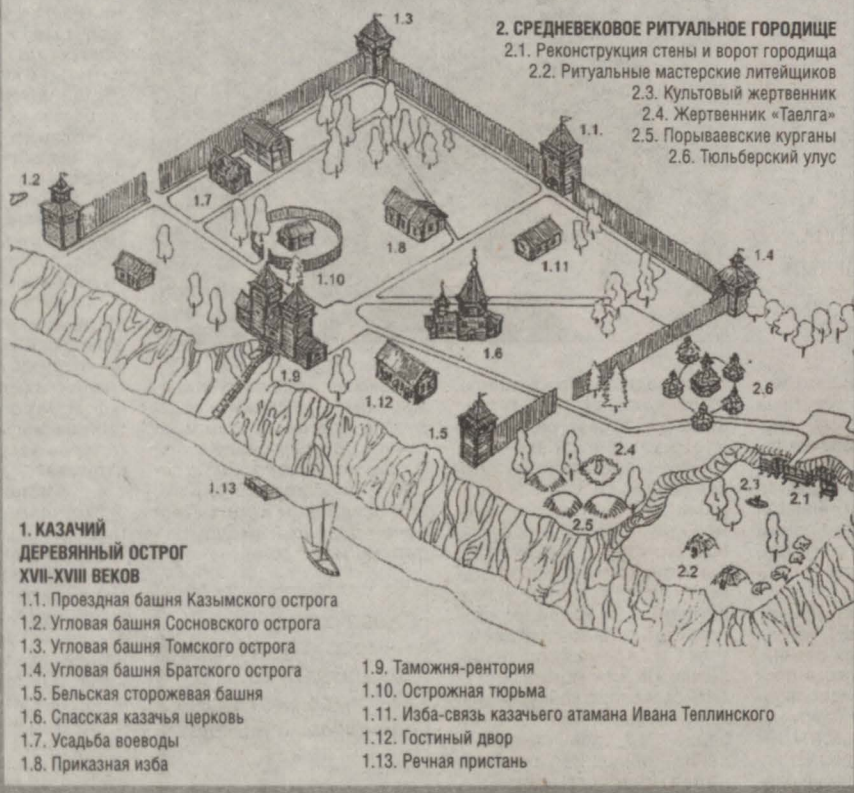 2. СРЕДНЕВЕКОВОЕ РИТУАЛЬНОЕ ГОРОДИЩЕ
2.1. Реконструкция стены и ворот городища
2.2. Ритуальные мастерские литейщиков
2.3. Культовый жертвенник
2.4. Жертвенник «Таелга»
2.5. Порываевские курганы
2.6. Тюльберский улус
1.3
1.1.
1.2
1.7
1.8
1.11
1.4
1.10
1.6
1.9
1.12
2.6
1.5
2.4
2.3
2.1
1.13
2.5
2.2
1. КАЗАЧИЙ
ДЕРЕВЯННЫЙ ОСТРОГ
XVII-XVIII ВЕКОВ
1.1. Проездная башня Казымского острога
1.2. Угловая башня Сосновского острога
1.3. Угловая башня Томского острога
1.4. Угловая башня Братского острога
1.5. Бельская сторожевая башня
1.6. Спасская казачья церковь
1.7. Усадьба воеводы
1.8. Приказная изба
1.9. Таможня-рентория
1.10. Острожная тюрьма
1.11. Изба-связь казачьего атамана Ивана Теплинского
1.12. Гостиный двор
1.13. Речная пристань